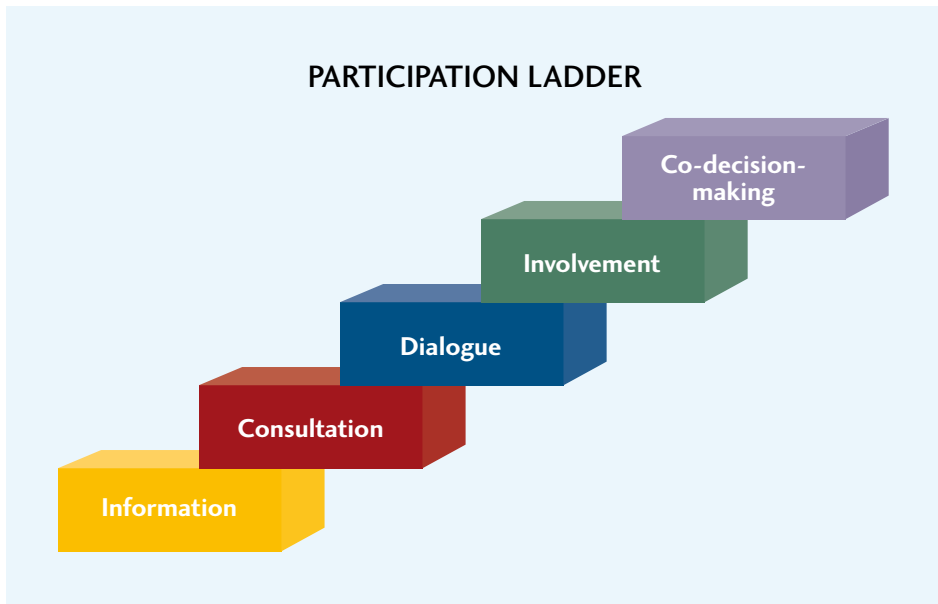 PARTICIPATION LADDER
Co-decision-
making
Involvement
Dialogue
Consultation
Information